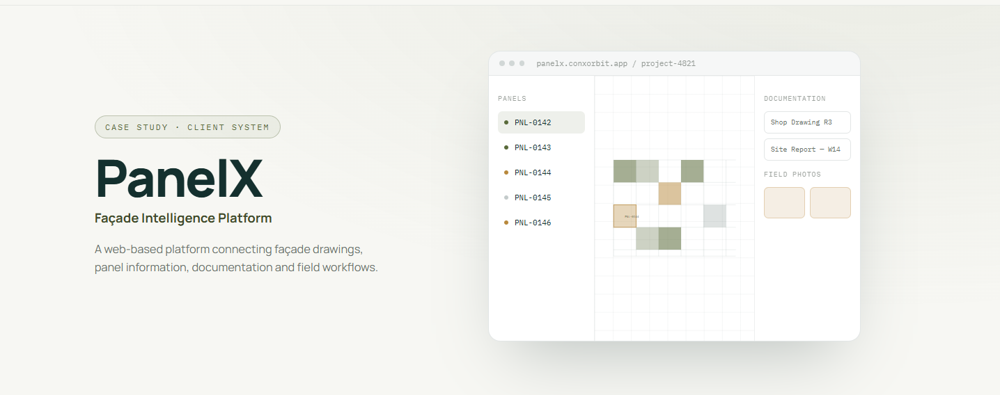 panelx.conxorbit.app / project-4821
CASE STUDY · CLIENT SYSTEM
PanelX
Façade Intelligence Platform
A web-based platform connecting façade drawings,
panel information, documentation and field workflows.
PANELS
PNL-0142
PNL-0143
PNL-0144
PNL-0145
PNL-0146
DOCUMENTATION
Shop Drawing R3
Site Report — W14
FIELD PHOTOS